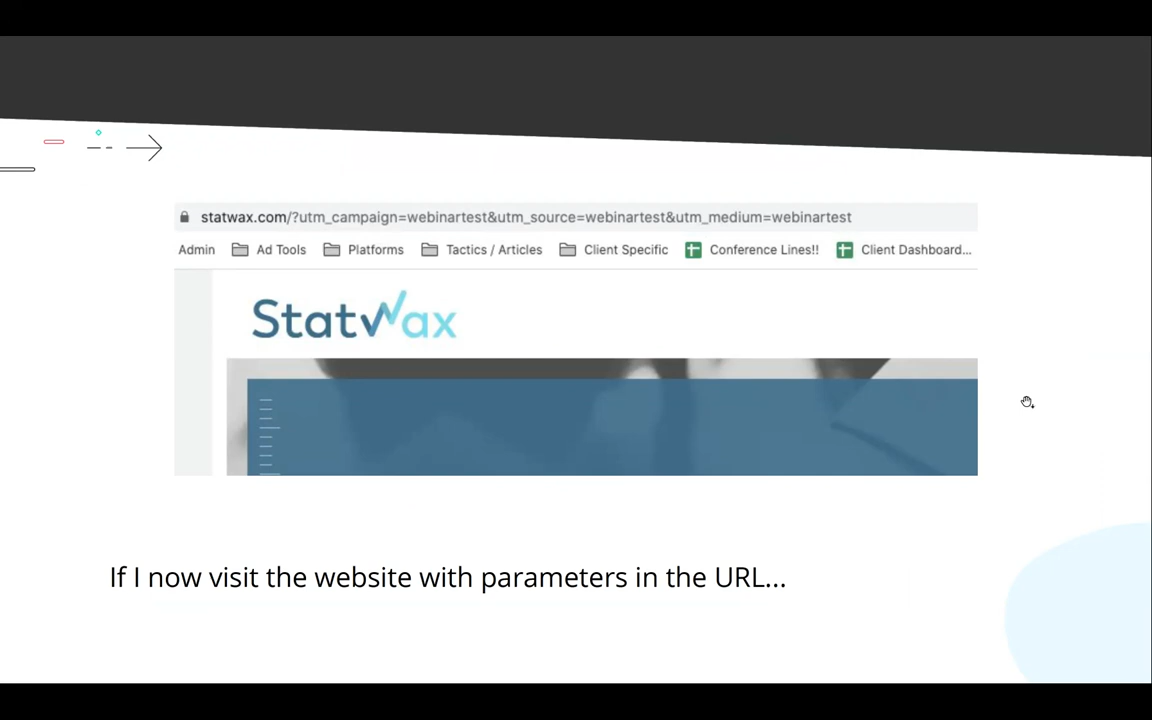 statwax.com/?utm_campaign=webinartest&utm_source=webinartest&utm_medium=webinartest
Admin Ad Tools Platforms Tactics / Articles Client Specific Conference Lines!! Client Dashboard...
Statwax
If I now visit the website with parameters in the URL...